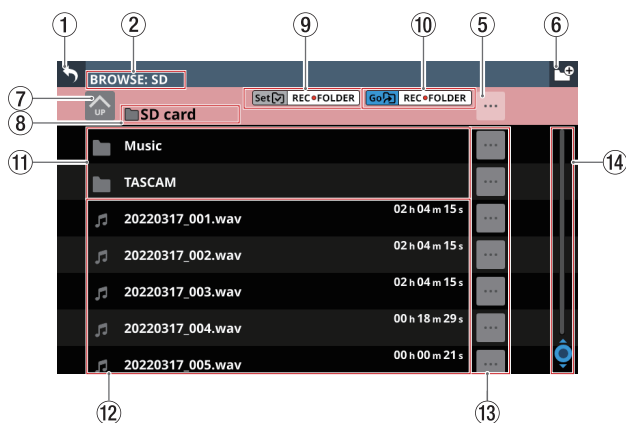 ① ② ⑨ ⑩ ⑤ ⑥
BROWSE: SD
⑦ UP Set REC●FOLDER Go REC●FOLDER ...
⑧ SD card
⑪ Music ... ⑭
TASCAM ...
20220317_001.wav 02 h 04 m 15 s ...
20220317_002.wav 02 h 04 m 15 s ...
20220317_003.wav 02 h 04 m 15 s ...
20220317_004.wav 00 h 18 m 29 s ...
20220317_005.wav 00 h 00 m 21 s ...
⑫ ⑬